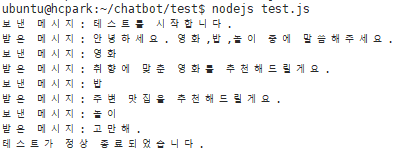 ubuntu@hcpark:~/chatbot/test$ nodejs test.js
보낸 메시지: 테스트를 시작합니다.
받은 메시지: 안녕하세요. 영화,밥,놀이 중에 말씀해주세요.
보낸 메시지: 영화
받은 메시지: 취향에 맞춘 영화를 추천해드릴게요.
보낸 메시지: 밥
받은 메시지: 주변 맛집을 추천해드릴게요.
보낸 메시지: 놀이
받은 메시지: 고만해.
테스트가 정상 종료되었습니다.